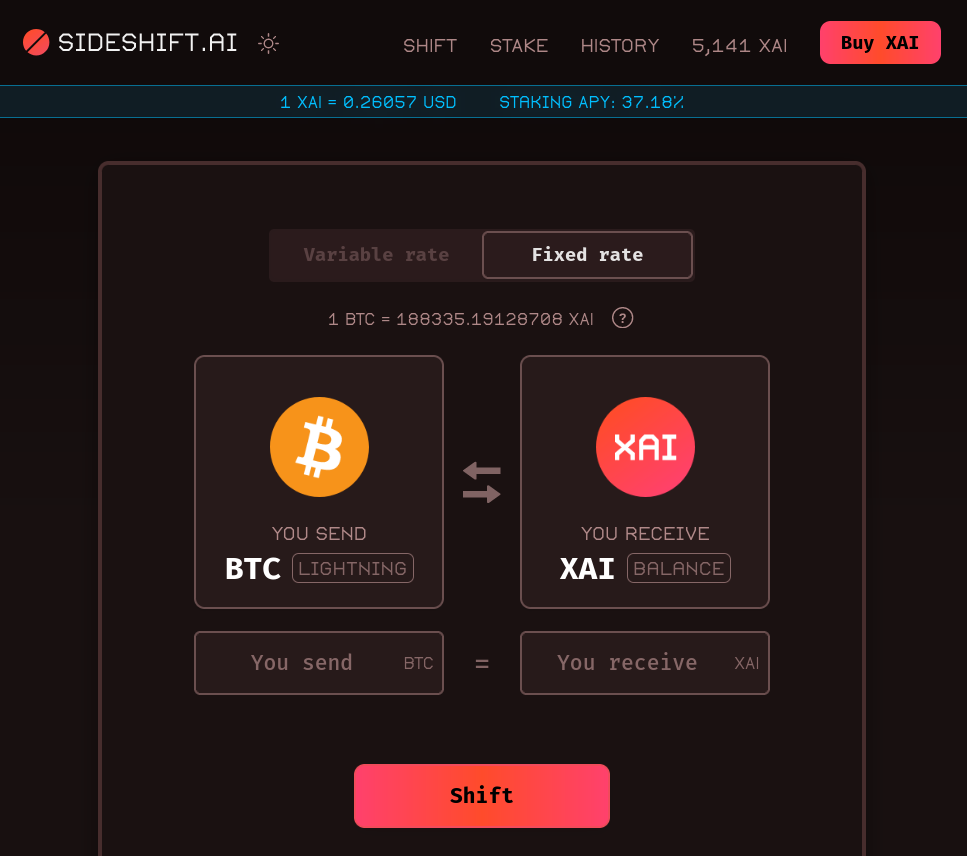 SIDESHIFT.AI SHIFT STAKE HISTORY 5,141 XAI Buy XAI
1 XAI = 0.26057 USD STAKING APY: 37.18%
Variable rate Fixed rate
1 BTC = 188335.19128708 XAI ?
XAI
YOU SEND YOU RECEIVE
BTC LIGHTNING XAI BALANCE
You send BTC = You receive XAI
Shift